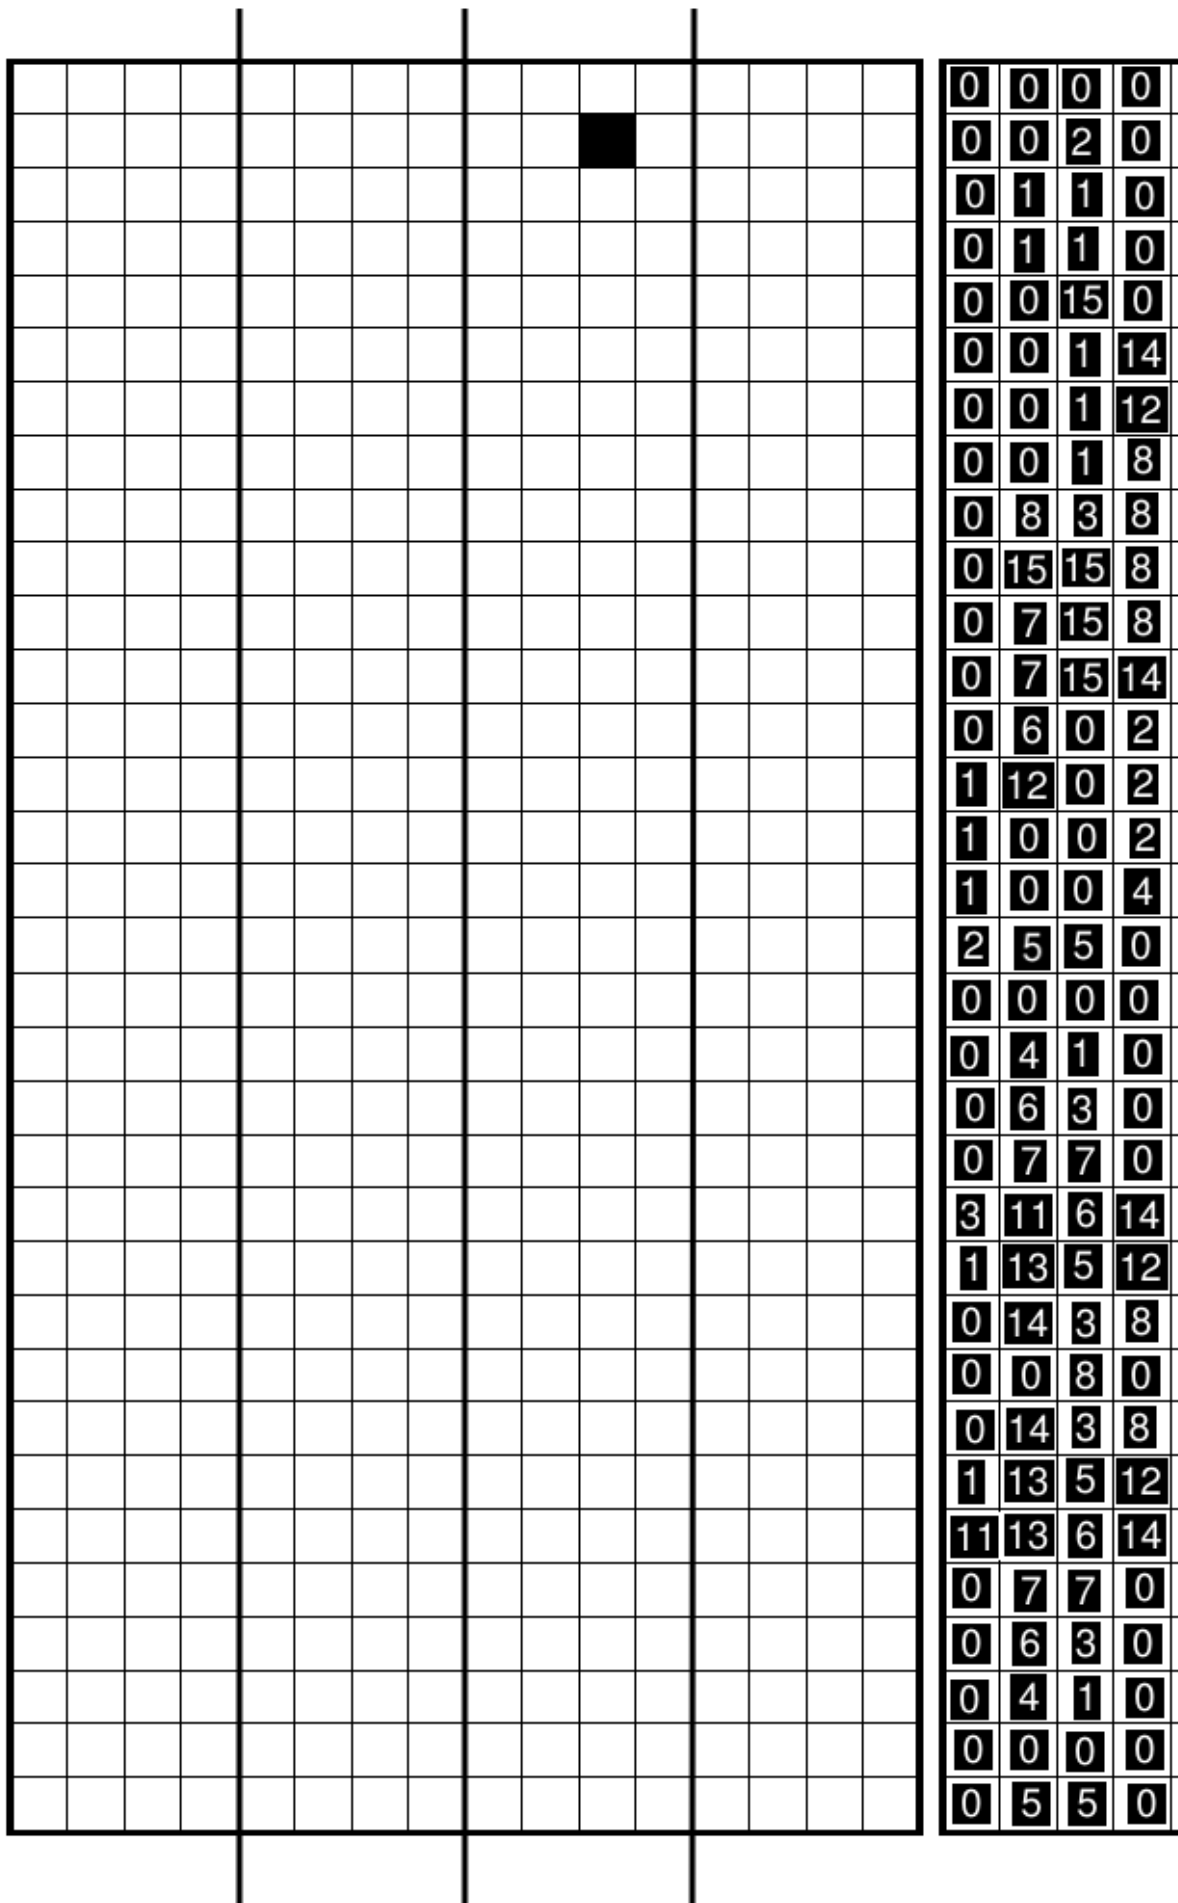 0 0 0 0
0 0 2 0
0 1 1 0
0 1 1 0
0 0 15 0
0 0 1 14
0 0 1 12
0 0 1 8
0 8 3 8
0 15 15 8
0 7 15 8
0 7 15 14
0 6 0 2
1 12 0 2
1 0 0 2
1 0 0 4
2 5 5 0
0 0 0 0
0 4 1 0
0 6 3 0
0 7 7 0
3 11 6 14
1 13 5 12
0 14 3 8
0 0 8 0
0 14 3 8
1 13 5 12
11 13 6 14
0 7 7 0
0 6 3 0
0 4 1 0
0 0 0 0
0 5 5 0